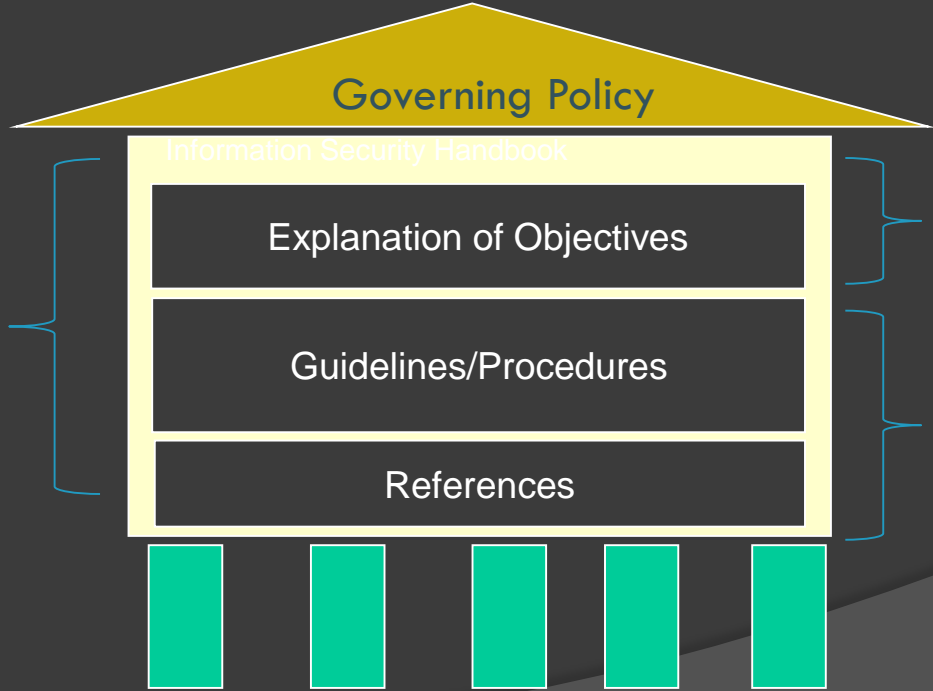 Governing Policy
Information Security Handbook
Explanation of Objectives
Guidelines/Procedures
References